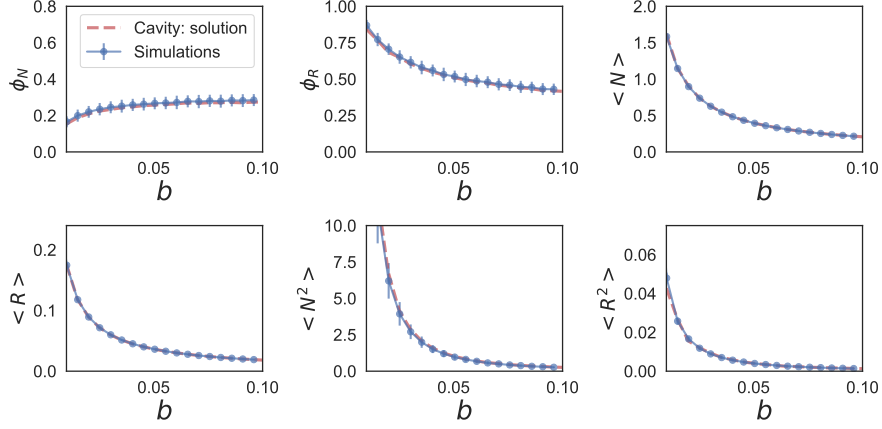 0.8
0.6
0.4
0.2
0.0
ϕ_N
Cavity: solution
Simulations
0.05
0.10
b
1.00
0.75
0.50
0.25
0.00
ϕ_R
0.05
0.10
b
2.0
1.5
1.0
0.5
0.0
< N >
0.05
0.10
b
0.2
0.1
0.0
< R >
0.05
0.10
b
10.0
7.5
5.0
2.5
0.0
< N² >
0.05
0.10
b
0.06
0.04
0.02
0.00
< R² >
0.05
0.10
b